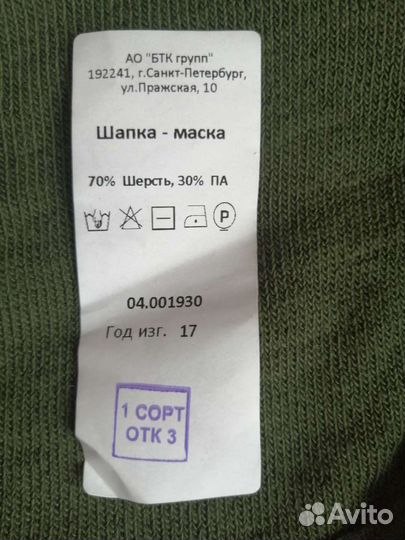 АО "БТК групп"
192241, г.Санкт-Петербург,
ул.Пражская, 10
Шапка - маска
70% Шерсть, 30% ПА
P
04.001930
Год изг. 17
1 СОРТ
ОТК 3
Avito